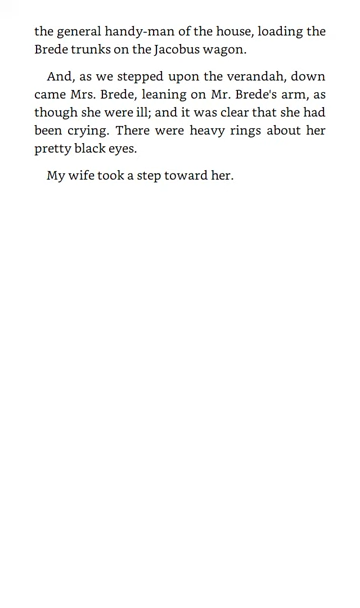 the general handy-man of the house, loading the
Brede trunks on the Jacobus wagon.
And, as we stepped upon the verandah, down
came Mrs. Brede, leaning on Mr. Brede's arm, as
though she were ill; and it was clear that she had
been crying. There were heavy rings about her
pretty black eyes.
My wife took a step toward her.